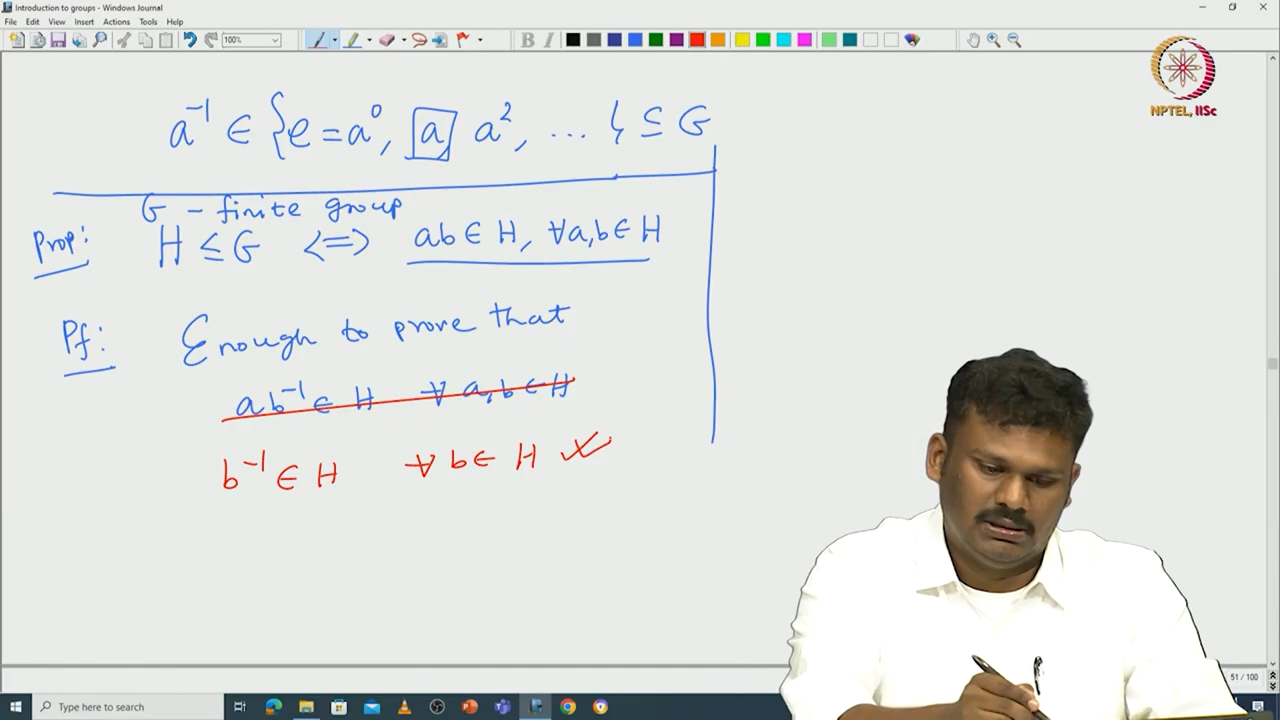 Introduction to groups - Windows Journal
File Edit View Insert Actions Tools Help
100%
B I
NPTEL, IISc
a⁻¹ ∈ {e = a⁰, a a², ... } ⊆ G
G - finite group
Prop: H ≤ G <=> ab ∈ H, ∀a,b ∈ H
Pf: Enough to prove that
ab⁻¹ ∈ H ∀ a,b ∈ H
b⁻¹ ∈ H ∀ b ∈ H ✓
51 / 100
Type here to search